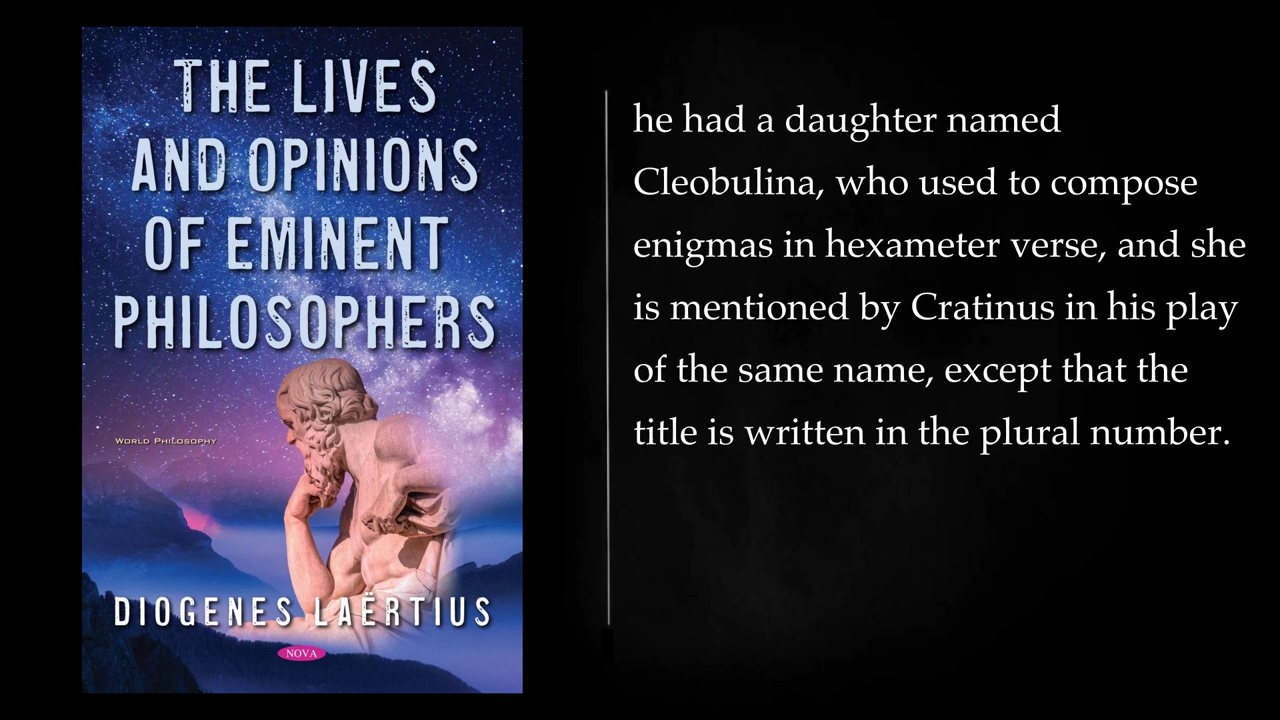 THE LIVES
AND OPINIONS
OF EMINENT
PHILOSOPHERS
WORLD PHILOSOPHY
DIOGENES LAËRTIUS
NOVA
he had a daughter named
Cleobulina, who used to compose
enigmas in hexameter verse, and she
is mentioned by Cratinus in his play
of the same name, except that the
title is written in the plural number.